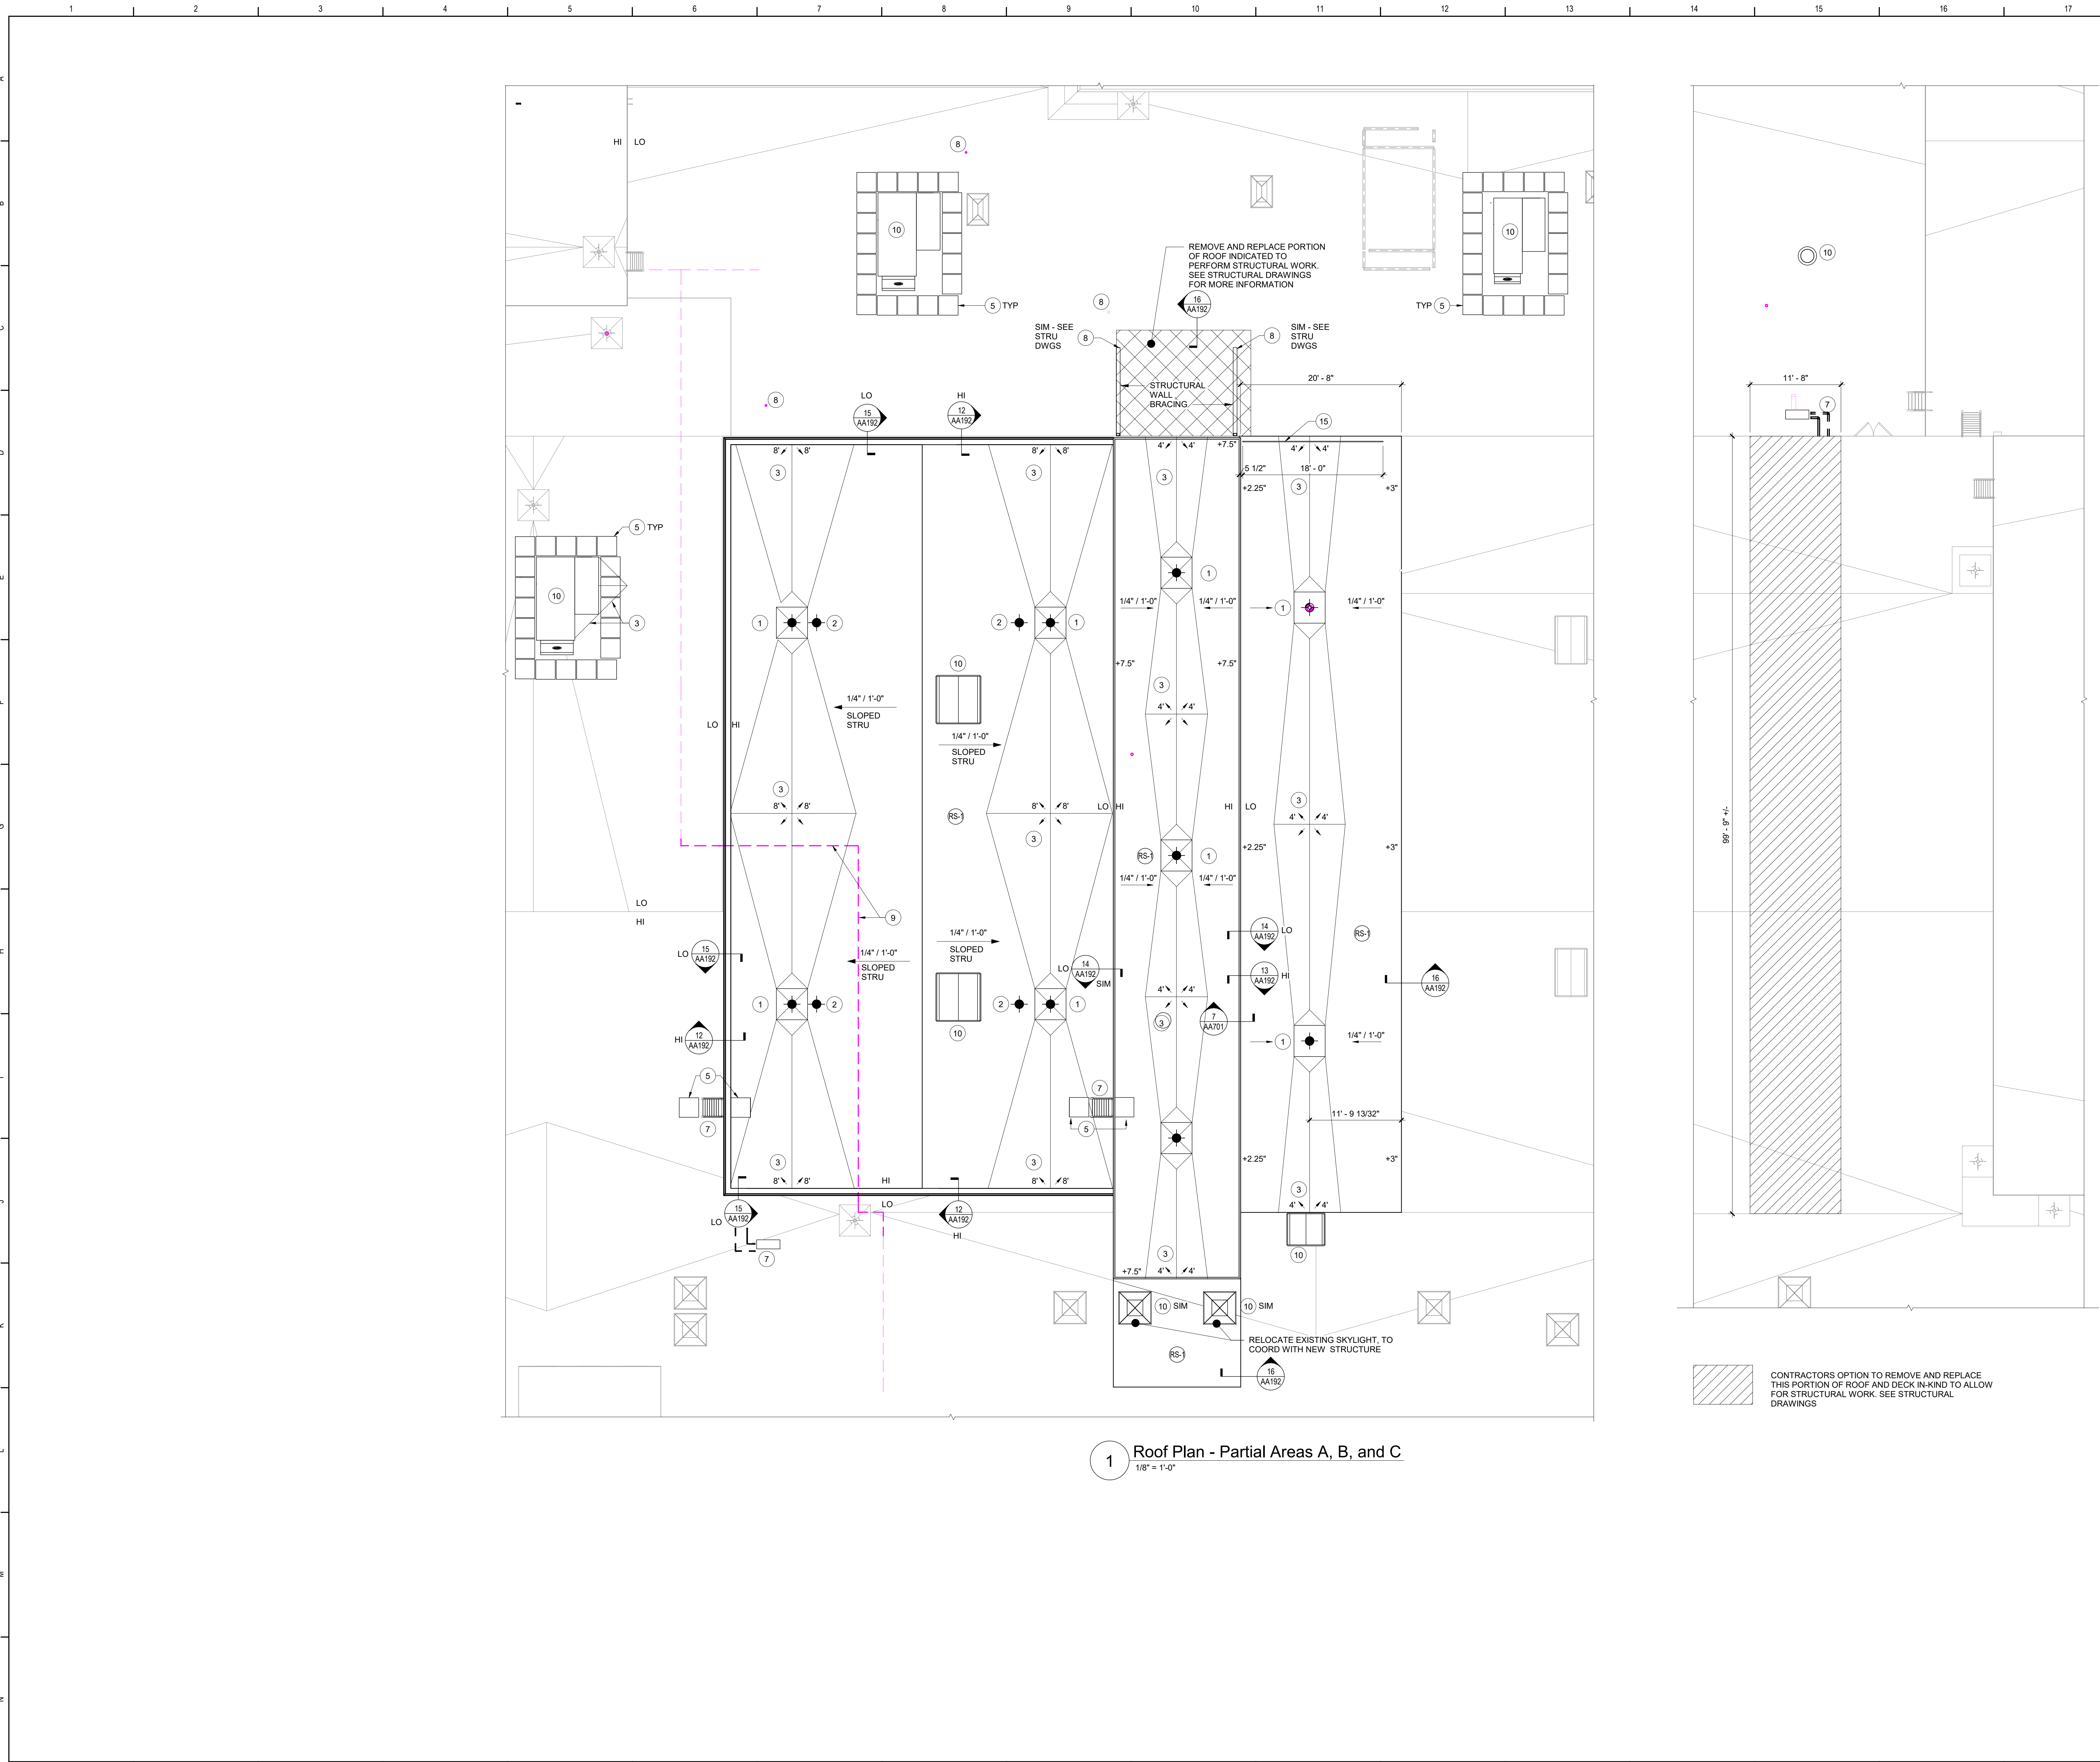 1 2 3 4 5 6 7 8 9 10 11 12 13 14 15 16 17
A
B
C
D
E
F
G
H
I
J
K
L
M
N
HI LO
8
10
10
10
REMOVE AND REPLACE PORTION
OF ROOF INDICATED TO
PERFORM STRUCTURAL WORK.
SEE STRUCTURAL DRAWINGS
FOR MORE INFORMATION
16
AA192
5 TYP
8
TYP 5
SIM - SEE
STRU
DWGS
8
8
SIM - SEE
STRU
DWGS
STRUCTURAL
WALL
BRACING.
20' - 8"
11' - 8"
7
8
LO
15
AA192
HI
12
AA192
15
8' 8'
3
8' 8'
3
4' 4'
+7.5"
3
4' 4'
5 1/2"
18' - 0"
+2.25"
3
+3"
5 TYP
10
3
1
1/4" / 1'-0"
1/4" / 1'-0"
1
1/4" / 1'-0"
1
2
2
1
+7.5"
+7.5"
10
3
1/4" / 1'-0"
SLOPED
STRU
4' 4'
LO HI
1/4" / 1'-0"
SLOPED
STRU
3
8' 8'
RS-1
8' 8'
3
LO HI
HI LO
3
4' 4'
99' - 9" +/-
RS-1
1
+2.25"
+3"
1/4" / 1'-0"
1/4" / 1'-0"
LO
HI
9
1/4" / 1'-0"
SLOPED
STRU
1/4" / 1'-0"
SLOPED
STRU
14
AA192
LO
RS-1
LO
15
AA192
LO
14
AA192
SIM
13
AA192
HI
16
AA192
4' 4'
1
2
2
1
10
3
7
AA701
HI
12
AA192
1
1/4" / 1'-0"
5
7
7
5
11' - 9 13/32"
3
8' 8'
HI
3
8' 8'
+2.25"
+3"
3
4' 4'
LO
15
AA192
LO
12
AA192
HI
7
3
+7.5"
4' 4'
10
10 SIM
10 SIM
RELOCATE EXISTING SKYLIGHT, TO
COORD WITH NEW STRUCTURE
RS-1
16
AA192
CONTRACTORS OPTION TO REMOVE AND REPLACE
THIS PORTION OF ROOF AND DECK IN-KIND TO ALLOW
FOR STRUCTURAL WORK. SEE STRUCTURAL
DRAWINGS
1
Roof Plan - Partial Areas A, B, and C
1/8" = 1'-0"